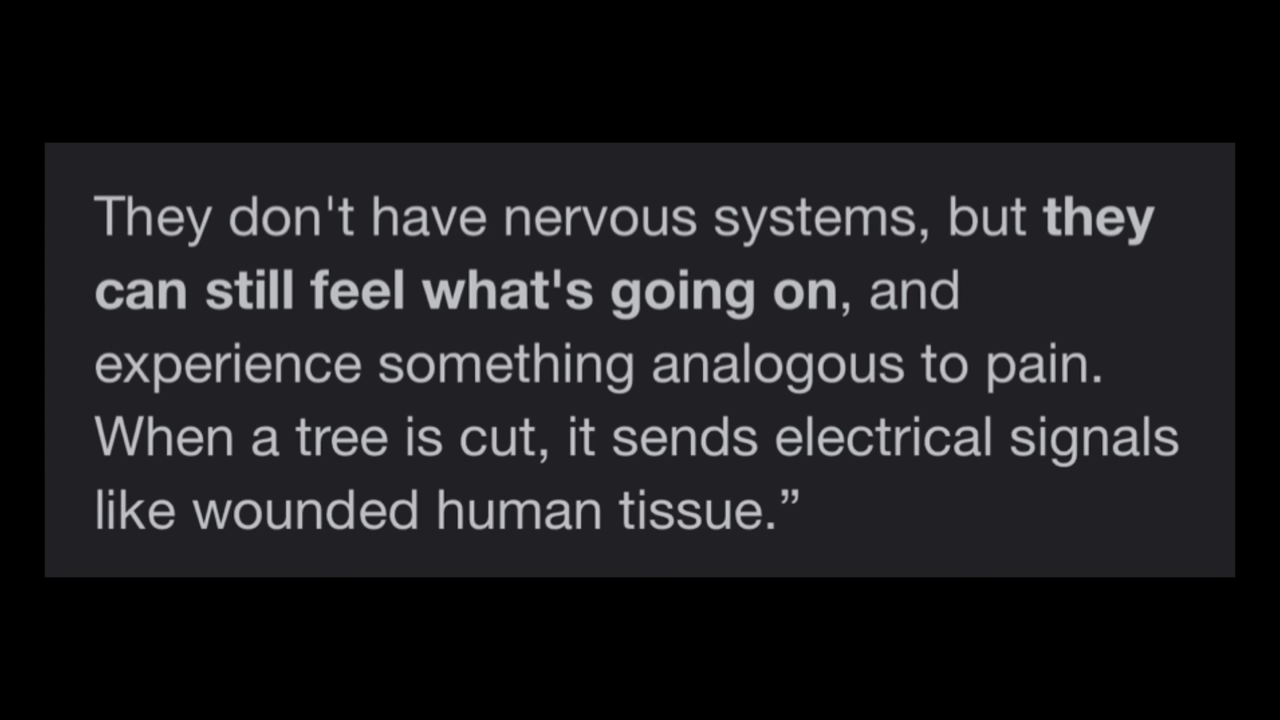 They don't have nervous systems, but they
can still feel what's going on, and
experience something analogous to pain.
When a tree is cut, it sends electrical signals
like wounded human tissue.”